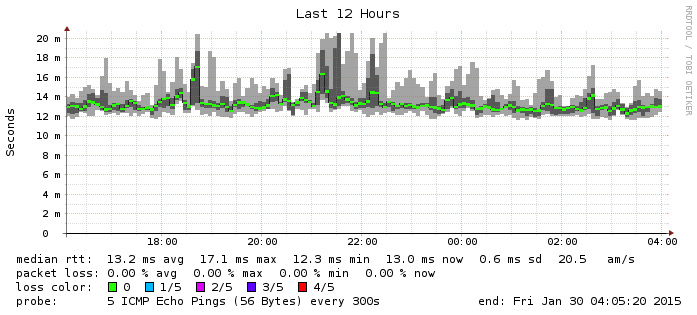 Last 12 Hours
RRDTOOL / TOBI OETIKER
Seconds
20 m
18 m
16 m
14 m
12 m
10 m
8 m
6 m
4 m
2 m
0
18:00 20:00 22:00 00:00 02:00 04:00
median rtt: 13.2 ms avg 17.1 ms max 12.3 ms min 13.0 ms now 0.6 ms sd 20.5 am/s
packet loss: 0.00 % avg 0.00 % max 0.00 % min 0.00 % now
loss color: 0 1/5 2/5 3/5 4/5
probe: 5 ICMP Echo Pings (56 Bytes) every 300s end: Fri Jan 30 04:05:20 2015